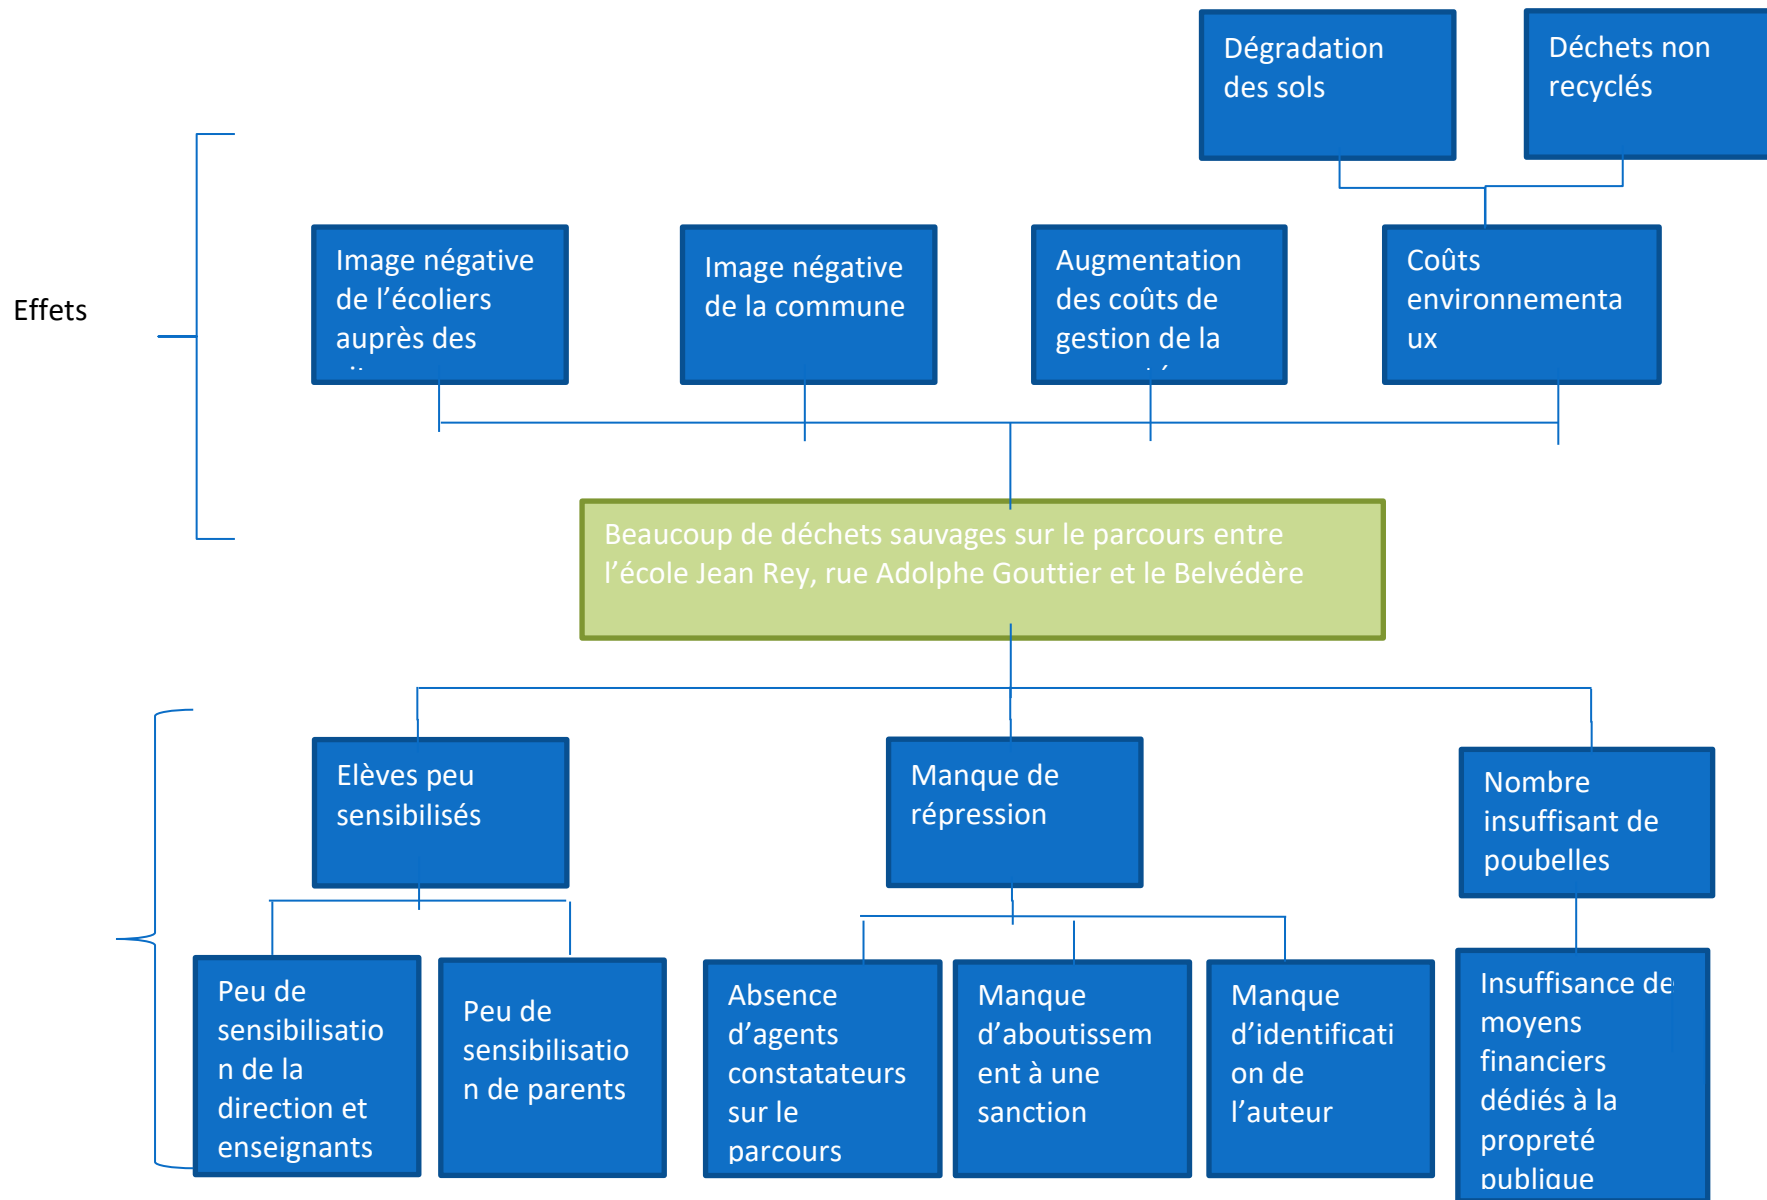 Dégradation
des sols
Déchets non
recyclés
Effets
Image négative
de l’écoliers
auprès des
Image négative
de la commune
Augmentation
des coûts de
gestion de la
Coûts
environnementa
ux
Beaucoup de déchets sauvages sur le parcours entre
l’école Jean Rey, rue Adolphe Gouttier et le Belvédère
Elèves peu
sensibilisés
Manque de
répression
Nombre
insuffisant de
poubelles
Peu de
sensibilisatio
n de la
direction et
enseignants
Peu de
sensibilisatio
n de parents
Absence
d’agents
constatateurs
sur le
parcours
Manque
d’aboutissem
ent à une
sanction
Manque
d’identificati
on de
l’auteur
Insuffisance de
moyens
financiers
dédiés à la
propreté
publique